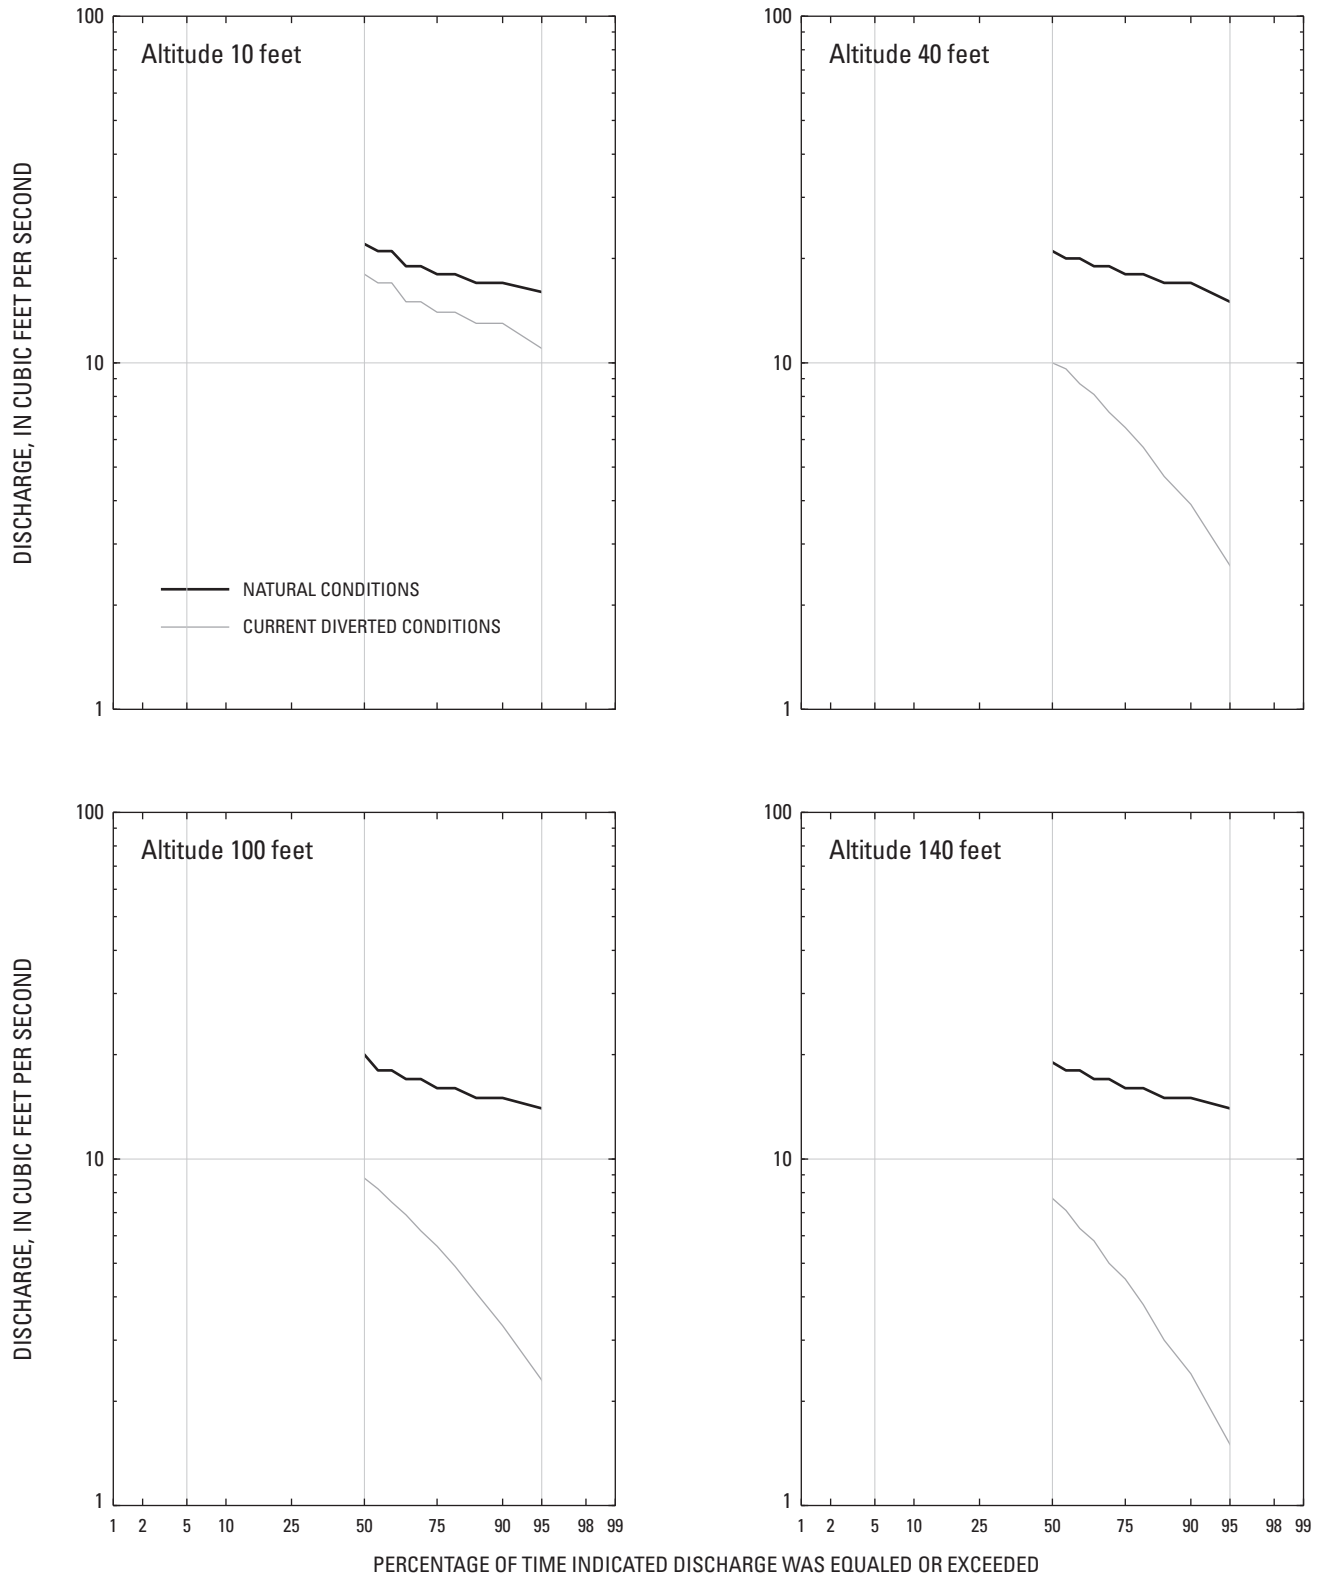 100
Altitude 10 feet
10
1
NATURAL CONDITIONS
CURRENT DIVERTED CONDITIONS
DISCHARGE, IN CUBIC FEET PER SECOND
100
Altitude 40 feet
10
1
100
Altitude 100 feet
10
1
DISCHARGE, IN CUBIC FEET PER SECOND
1 2 5 10 25 50 75 90 95 98 99
100
Altitude 140 feet
10
1
1 2 5 10 25 50 75 90 95 98 99
PERCENTAGE OF TIME INDICATED DISCHARGE WAS EQUALED OR EXCEEDED